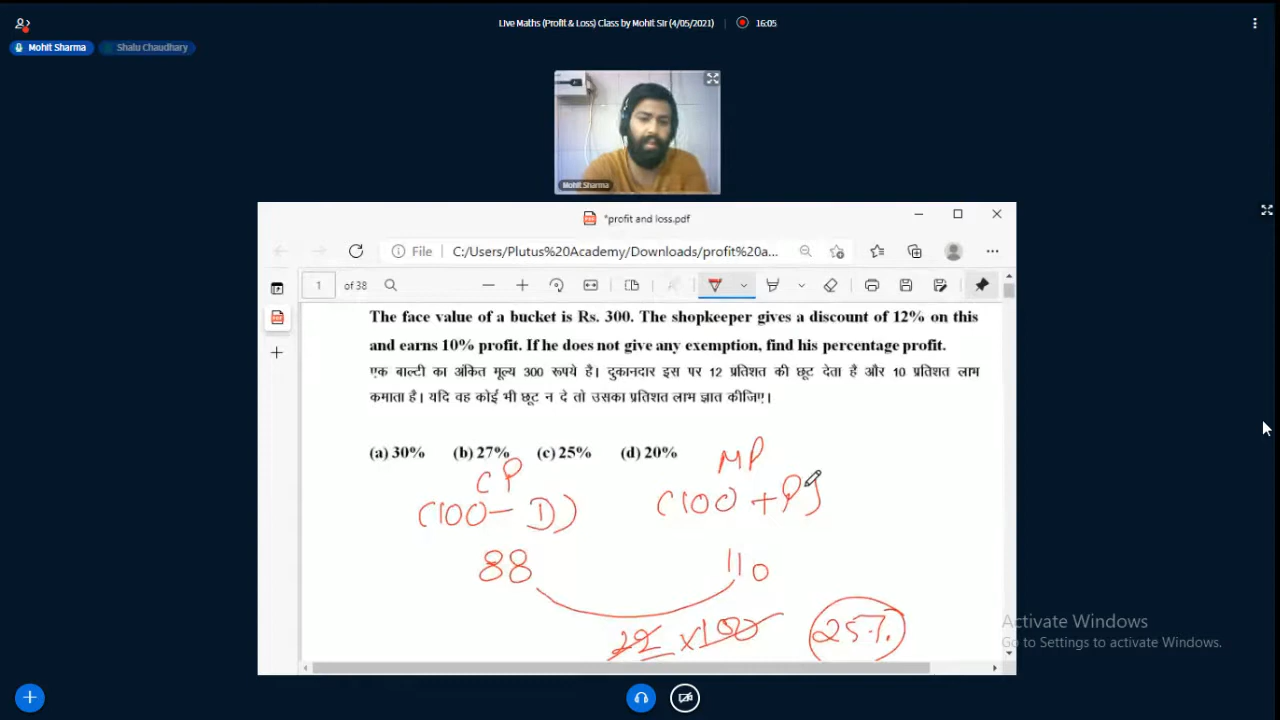 Live Maths (Profit & Loss) Class by Mohit Sir (4/05/2021) 16:05
Mohit Sharma Shalu Chaudhary
Mohit Sharma
*profit and loss.pdf
File C:/Users/Plutus%20Academy/Downloads/profit%20a...
1 of 38
The face value of a bucket is Rs. 300. The shopkeeper gives a discount of 12% on this
and earns 10% profit. If he does not give any exemption, find his percentage profit.
एक बाल्टी का अंकित मूल्य 300 रूपये है। दुकानदार इस पर 12 प्रतिशत की छूट देता है और 10 प्रतिशत लाभ
कमाता है। यदि वह कोई भी छूट न दे तो उसका प्रतिशत लाभ ज्ञात कीजिए।
(a) 30% (b) 27% (c) 25% (d) 20%
CP MP
(100 - D) (100 + P)
88 110
22 x100 25%
Activate Windows
Go to Settings to activate Windows.